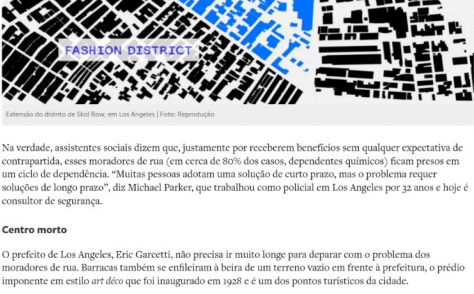 FASHION DISTRICT
Extensão do distrito de Skid Row, em Los Angeles | Foto: Reprodução
Na verdade, assistentes sociais dizem que, justamente por receberem benefícios sem qualquer expectativa de
contrapartida, esses moradores de rua (em cerca de 80% dos casos, dependentes químicos) ficam presos em
um ciclo de dependência. “Muitas pessoas adotam uma solução de curto prazo, mas o problema requer
soluções de longo prazo”, diz Michael Parker, que trabalhou como policial em Los Angeles por 32 anos e hoje é
consultor de segurança.
Centro morto
O prefeito de Los Angeles, Eric Garcetti, não precisa ir muito longe para deparar com o problema dos
moradores de rua. Barracas também se enfileiram à beira de um terreno vazio em frente à prefeitura, o prédio
imponente em estilo art déco que foi inaugurado em 1928 e é um dos pontos turísticos da cidade.